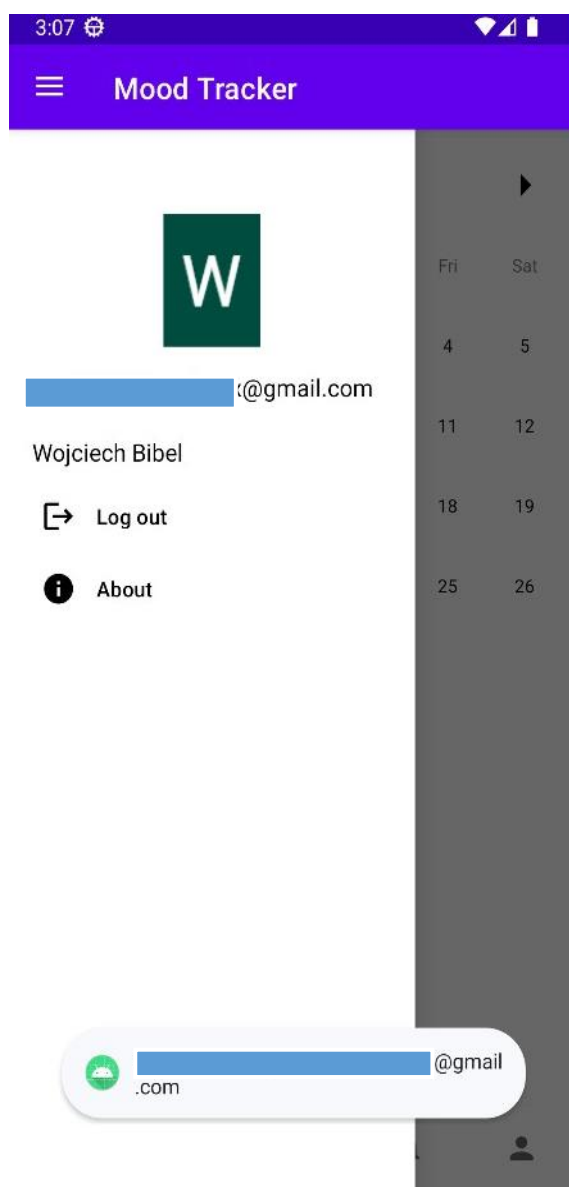 3:07
Mood Tracker
W
Fri Sat
4 5
@gmail.com
11 12
Wojciech Bibel
18 19
Log out
25 26
About
@gmail
.com